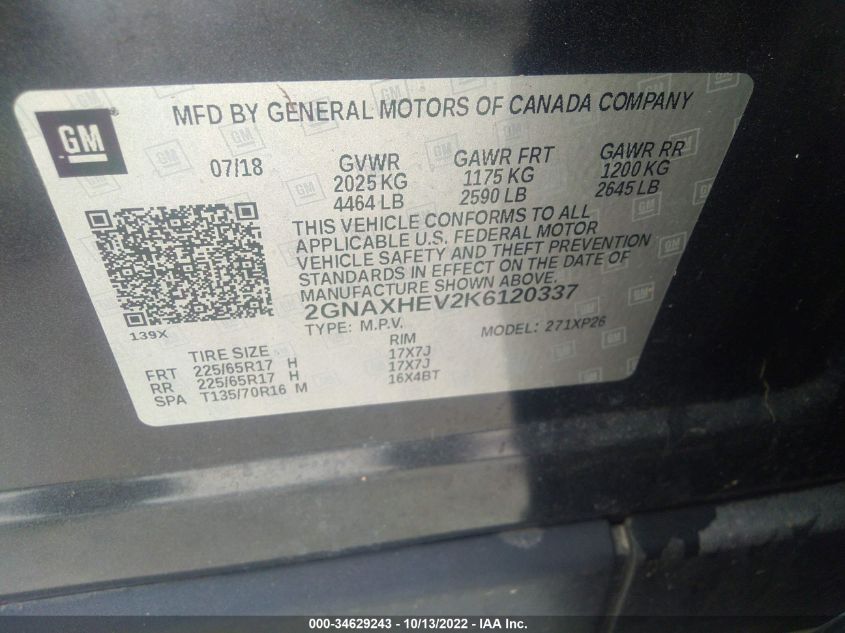 GM
MFD BY GENERAL MOTORS OF CANADA COMPANY
07/18 GVWR GAWR FRT GAWR RR
2025 KG 1175 KG 1200 KG
4464 LB 2590 LB 2645 LB
THIS VEHICLE CONFORMS TO ALL
APPLICABLE U.S. FEDERAL MOTOR
VEHICLE SAFETY AND THEFT PREVENTION
STANDARDS IN EFFECT ON THE DATE OF
MANUFACTURE SHOWN ABOVE.
2GNAXHEV2K6120337
139X TYPE: M.P.V. MODEL: 271XP26
TIRE SIZE RIM
FRT 225/65R17 H 17X7J
RR 225/65R17 H 17X7J
SPA T135/70R16 M 16X4BT
000-34629243 - 10/13/2022 - IAA Inc.